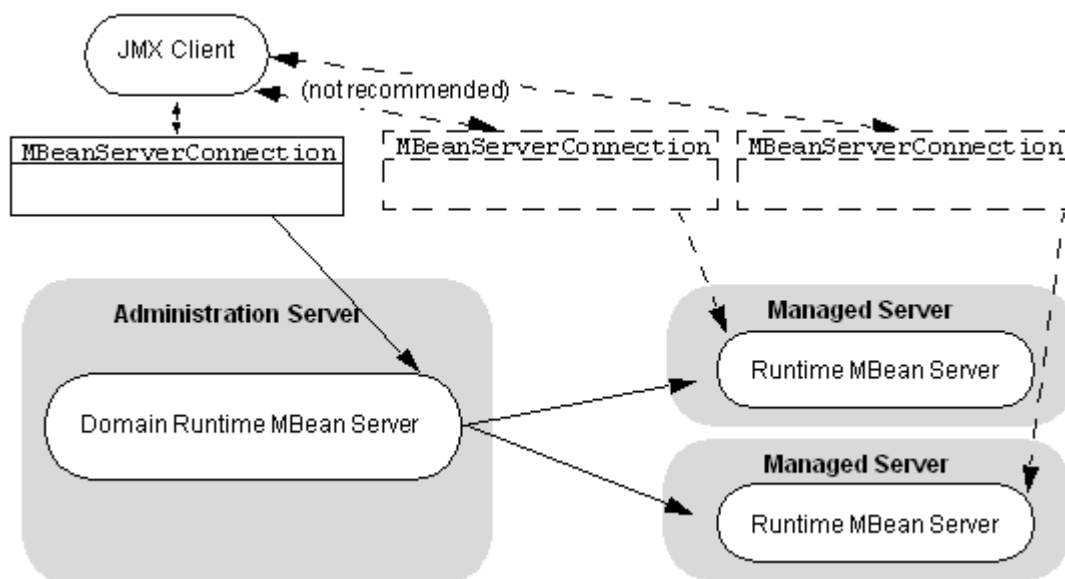 JMX Client
(not recommended)
MBeanServerConnection
MBeanServerConnection
MBeanServerConnection
Administration Server
Domain Runtime MBean Server
Managed Server
Runtime MBean Server
Managed Server
Runtime MBean Server